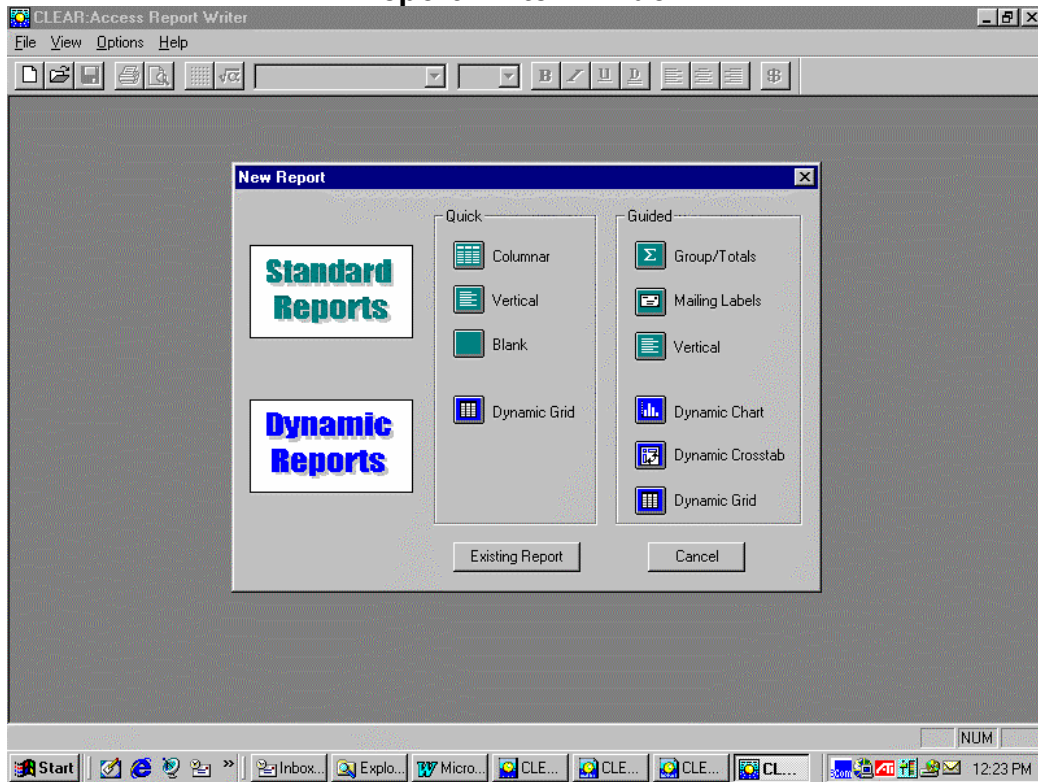 CLEAR:Access Report Writer
File View Options Help
B I U D $
New Report
Standard
Reports
Dynamic
Reports
Quick
Columnar
Vertical
Blank
Dynamic Grid
Guided
Group/Totals
Mailing Labels
Vertical
Dynamic Chart
Dynamic Crosstab
Dynamic Grid
Existing Report
Cancel
NUM
Start
»
Inbox...
Explo...
Micro...
CLE...
CLE...
CLE...
CL...
12:23 PM